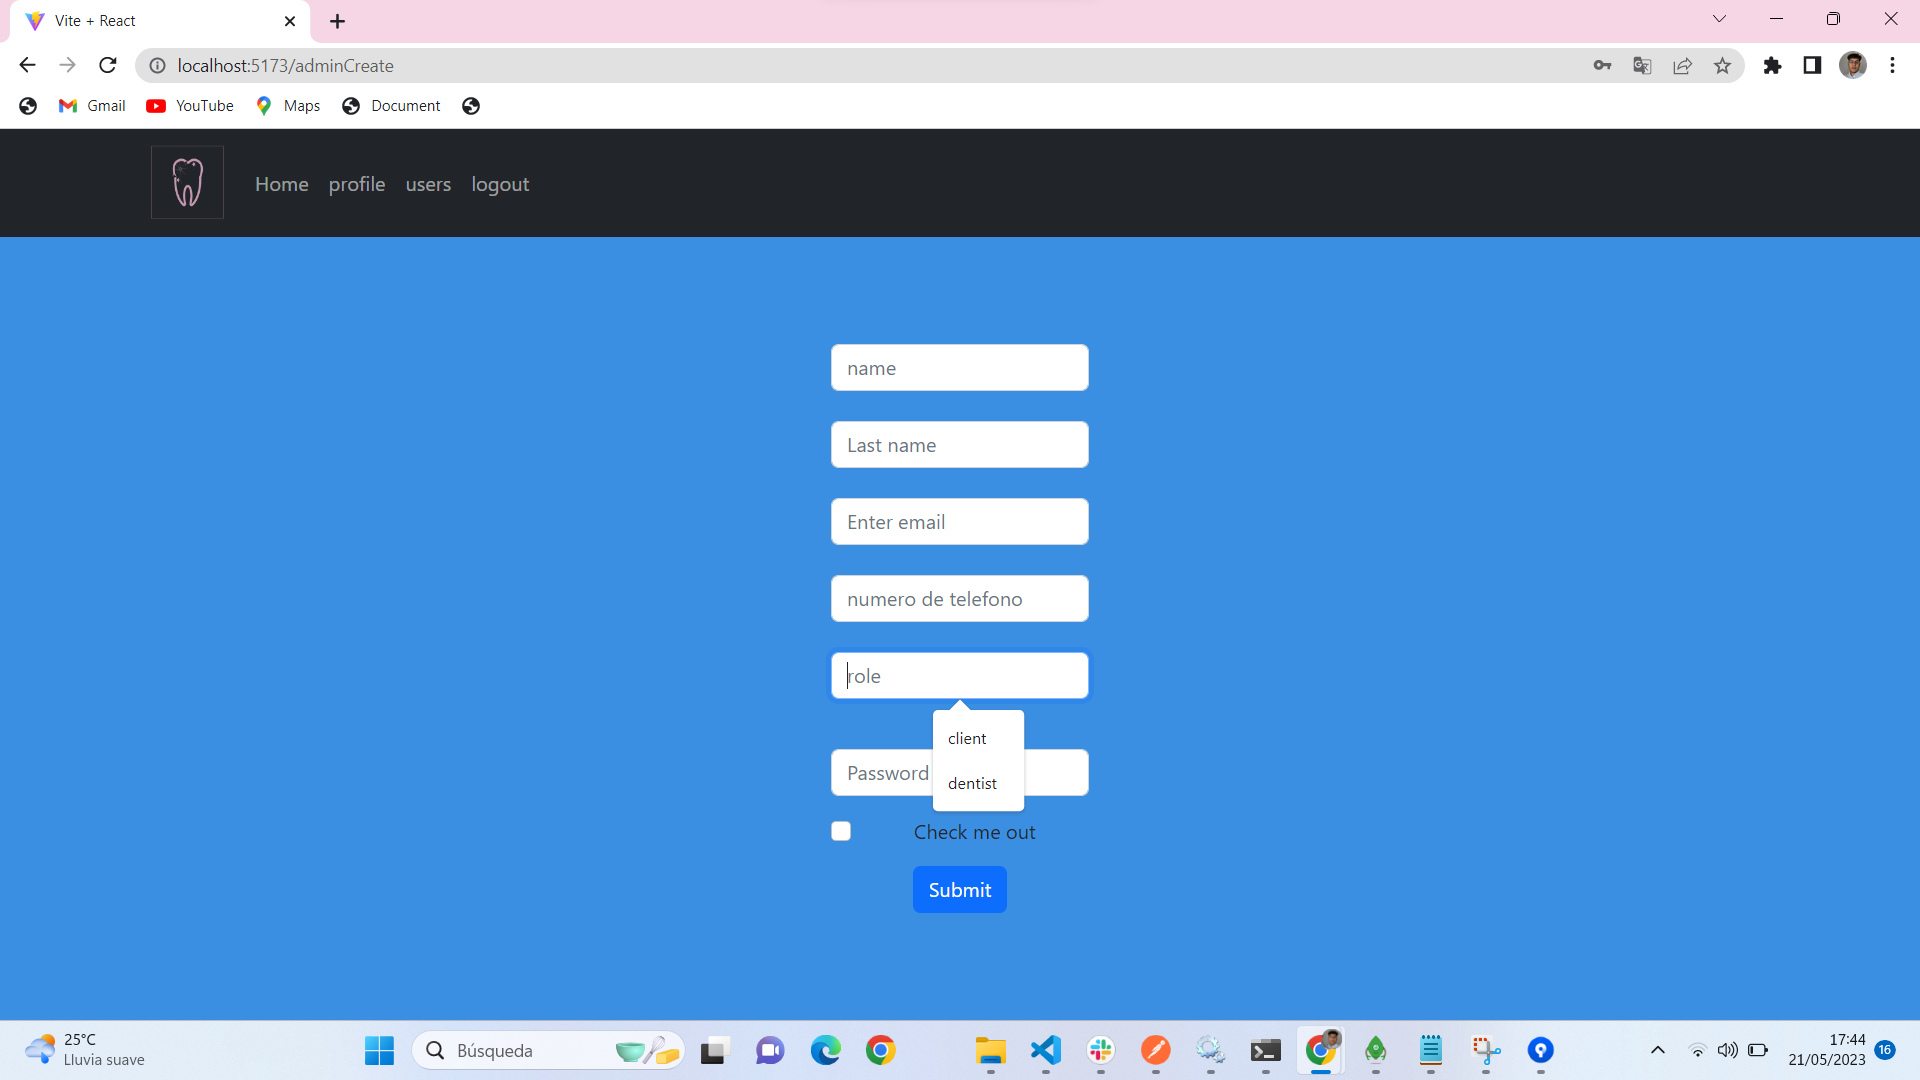 Vite + React
localhost:5173/adminCreate
Gmail YouTube Maps Document
Home profile users logout
name
Last name
Enter email
numero de telefono
role
client
Password
dentist
Check me out
Submit
25°C
Lluvia suave
Búsqueda
17:44
21/05/2023
16